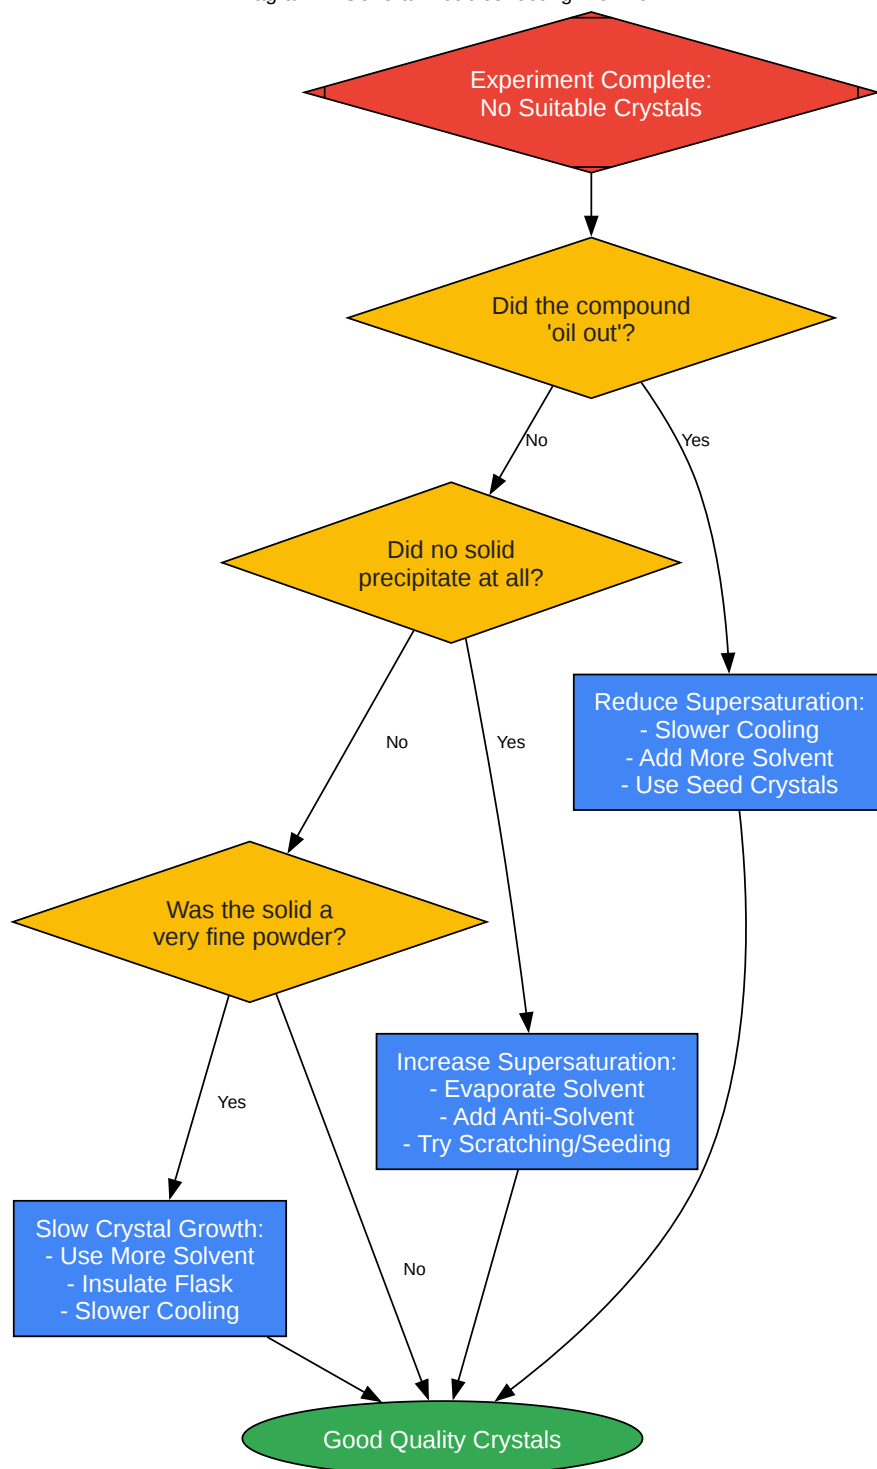 Experiment Complete:
No Suitable Crystals
Did the compound
'oil out'?
No
Yes
Did no solid
precipitate at all?
Reduce Supersaturation:
- Slower Cooling
- Add More Solvent
- Use Seed Crystals
No
Yes
Was the solid a
very fine powder?
Increase Supersaturation:
- Evaporate Solvent
- Add Anti-Solvent
- Try Scratching/Seeding
Yes
Slow Crystal Growth:
- Use More Solvent
- Insulate Flask
- Slower Cooling
No
Good Quality Crystals